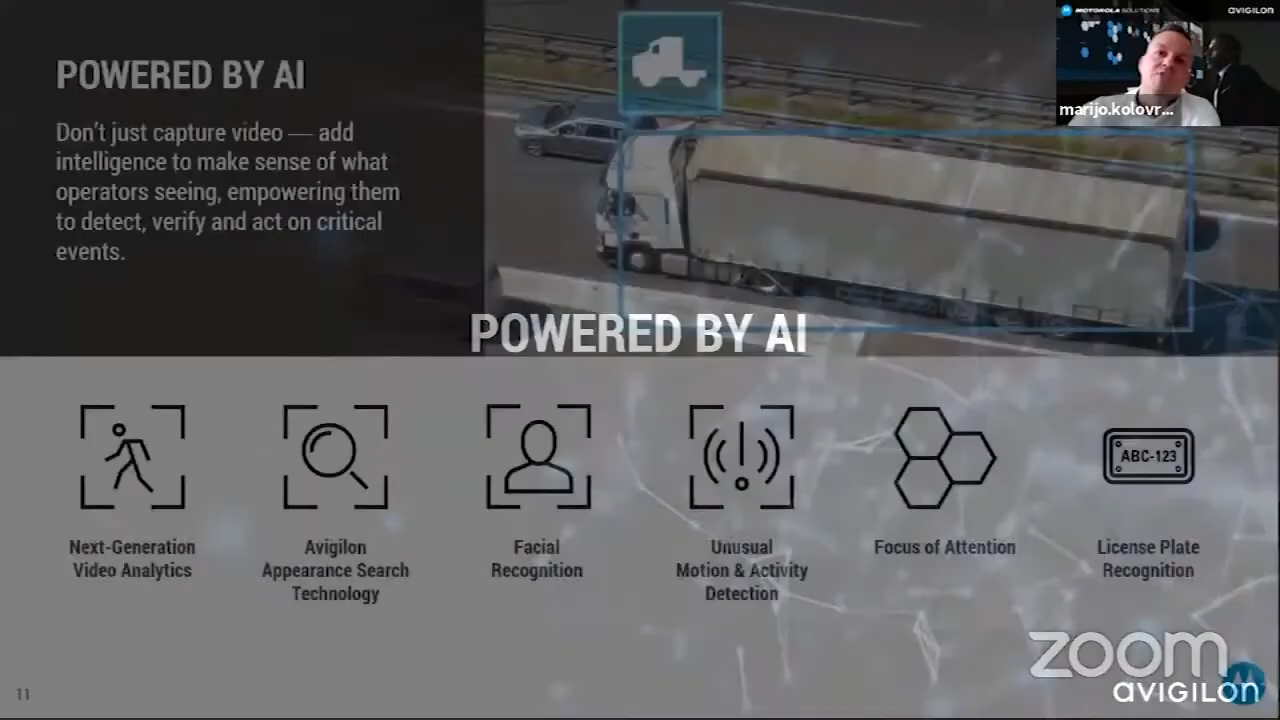 POWERED BY AI
Don't just capture video — add
intelligence to make sense of what
operators seeing, empowering them
to detect, verify and act on critical
events.
MOTOROLA SOLUTIONS
AVIGILON
marijo.kolovr...
POWERED BY AI
ABC-123
Next-Generation
Video Analytics
Avigilon
Appearance Search
Technology
Facial
Recognition
Unusual
Motion & Activity
Detection
Focus of Attention
License Plate
Recognition
zoom
AVIGILON
11